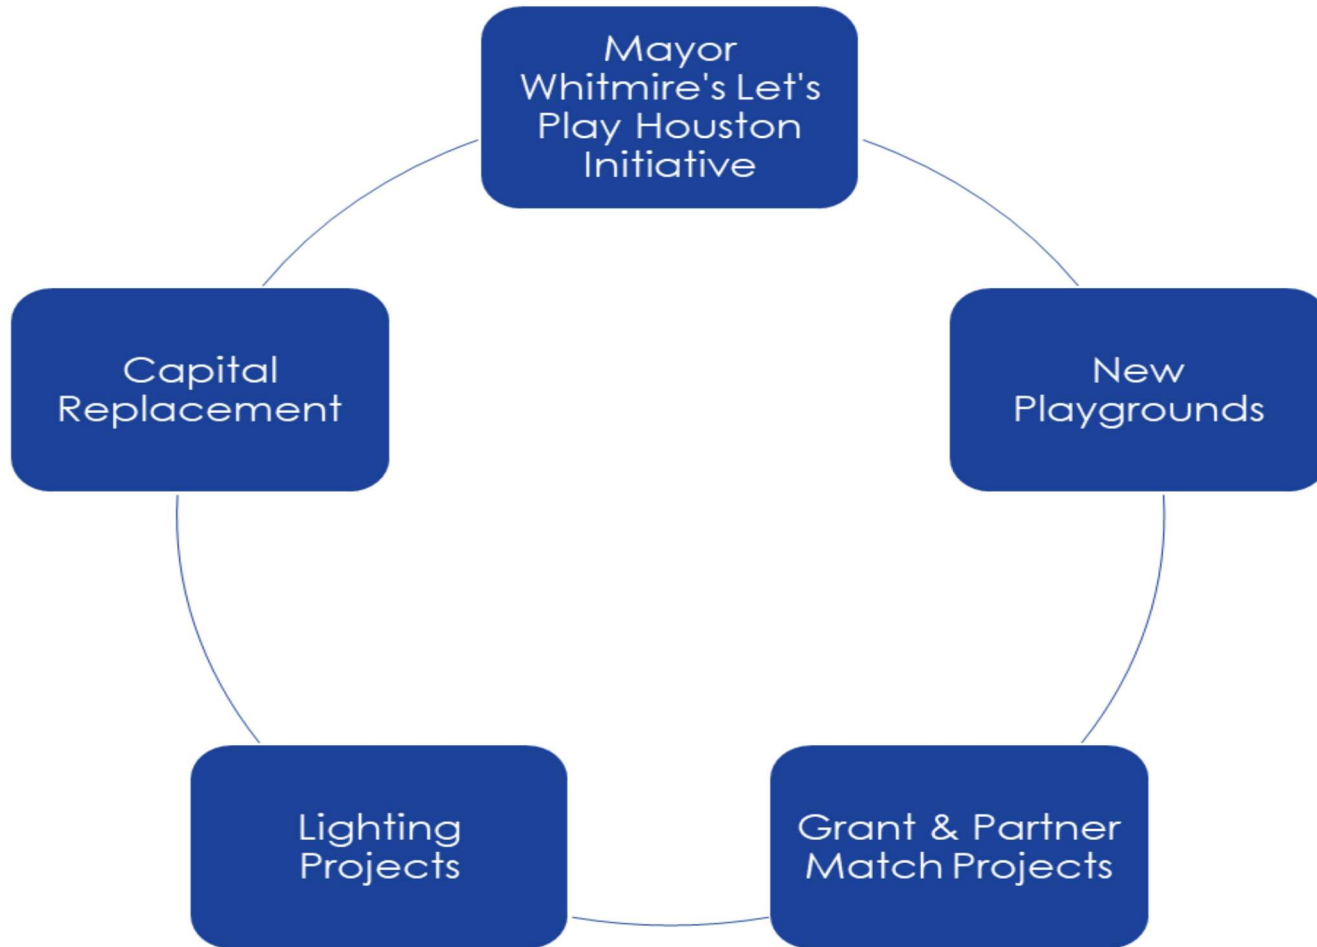 Mayor
Whitmire's Let's
Play Houston
Initiative
New
Playgrounds
Grant & Partner
Match Projects
Lighting
Projects
Capital
Replacement